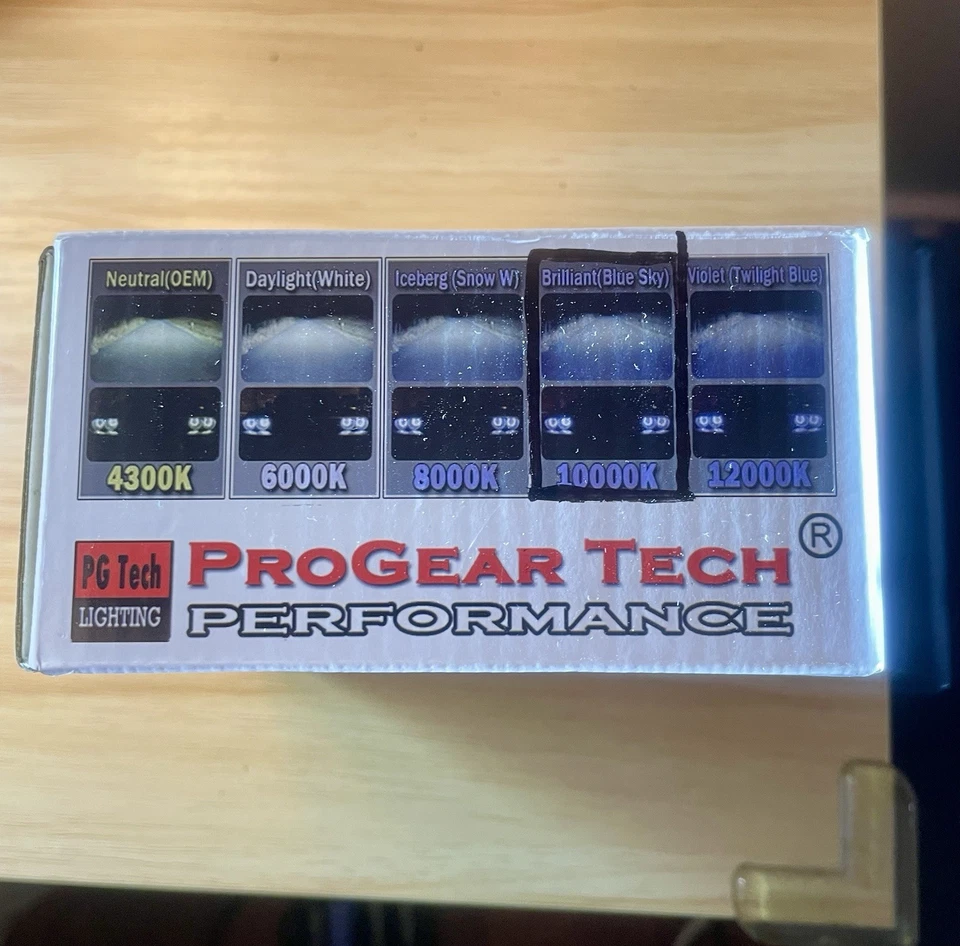 Neutral(OEM)
Daylight(White)
Iceberg (Snow W)
Brilliant(Blue Sky)
Violet (Twilight Blue)
4300K
6000K
8000K
10000K
12000K
PG Tech
LIGHTING
PROGEAR TECH ®
PERFORMANCE